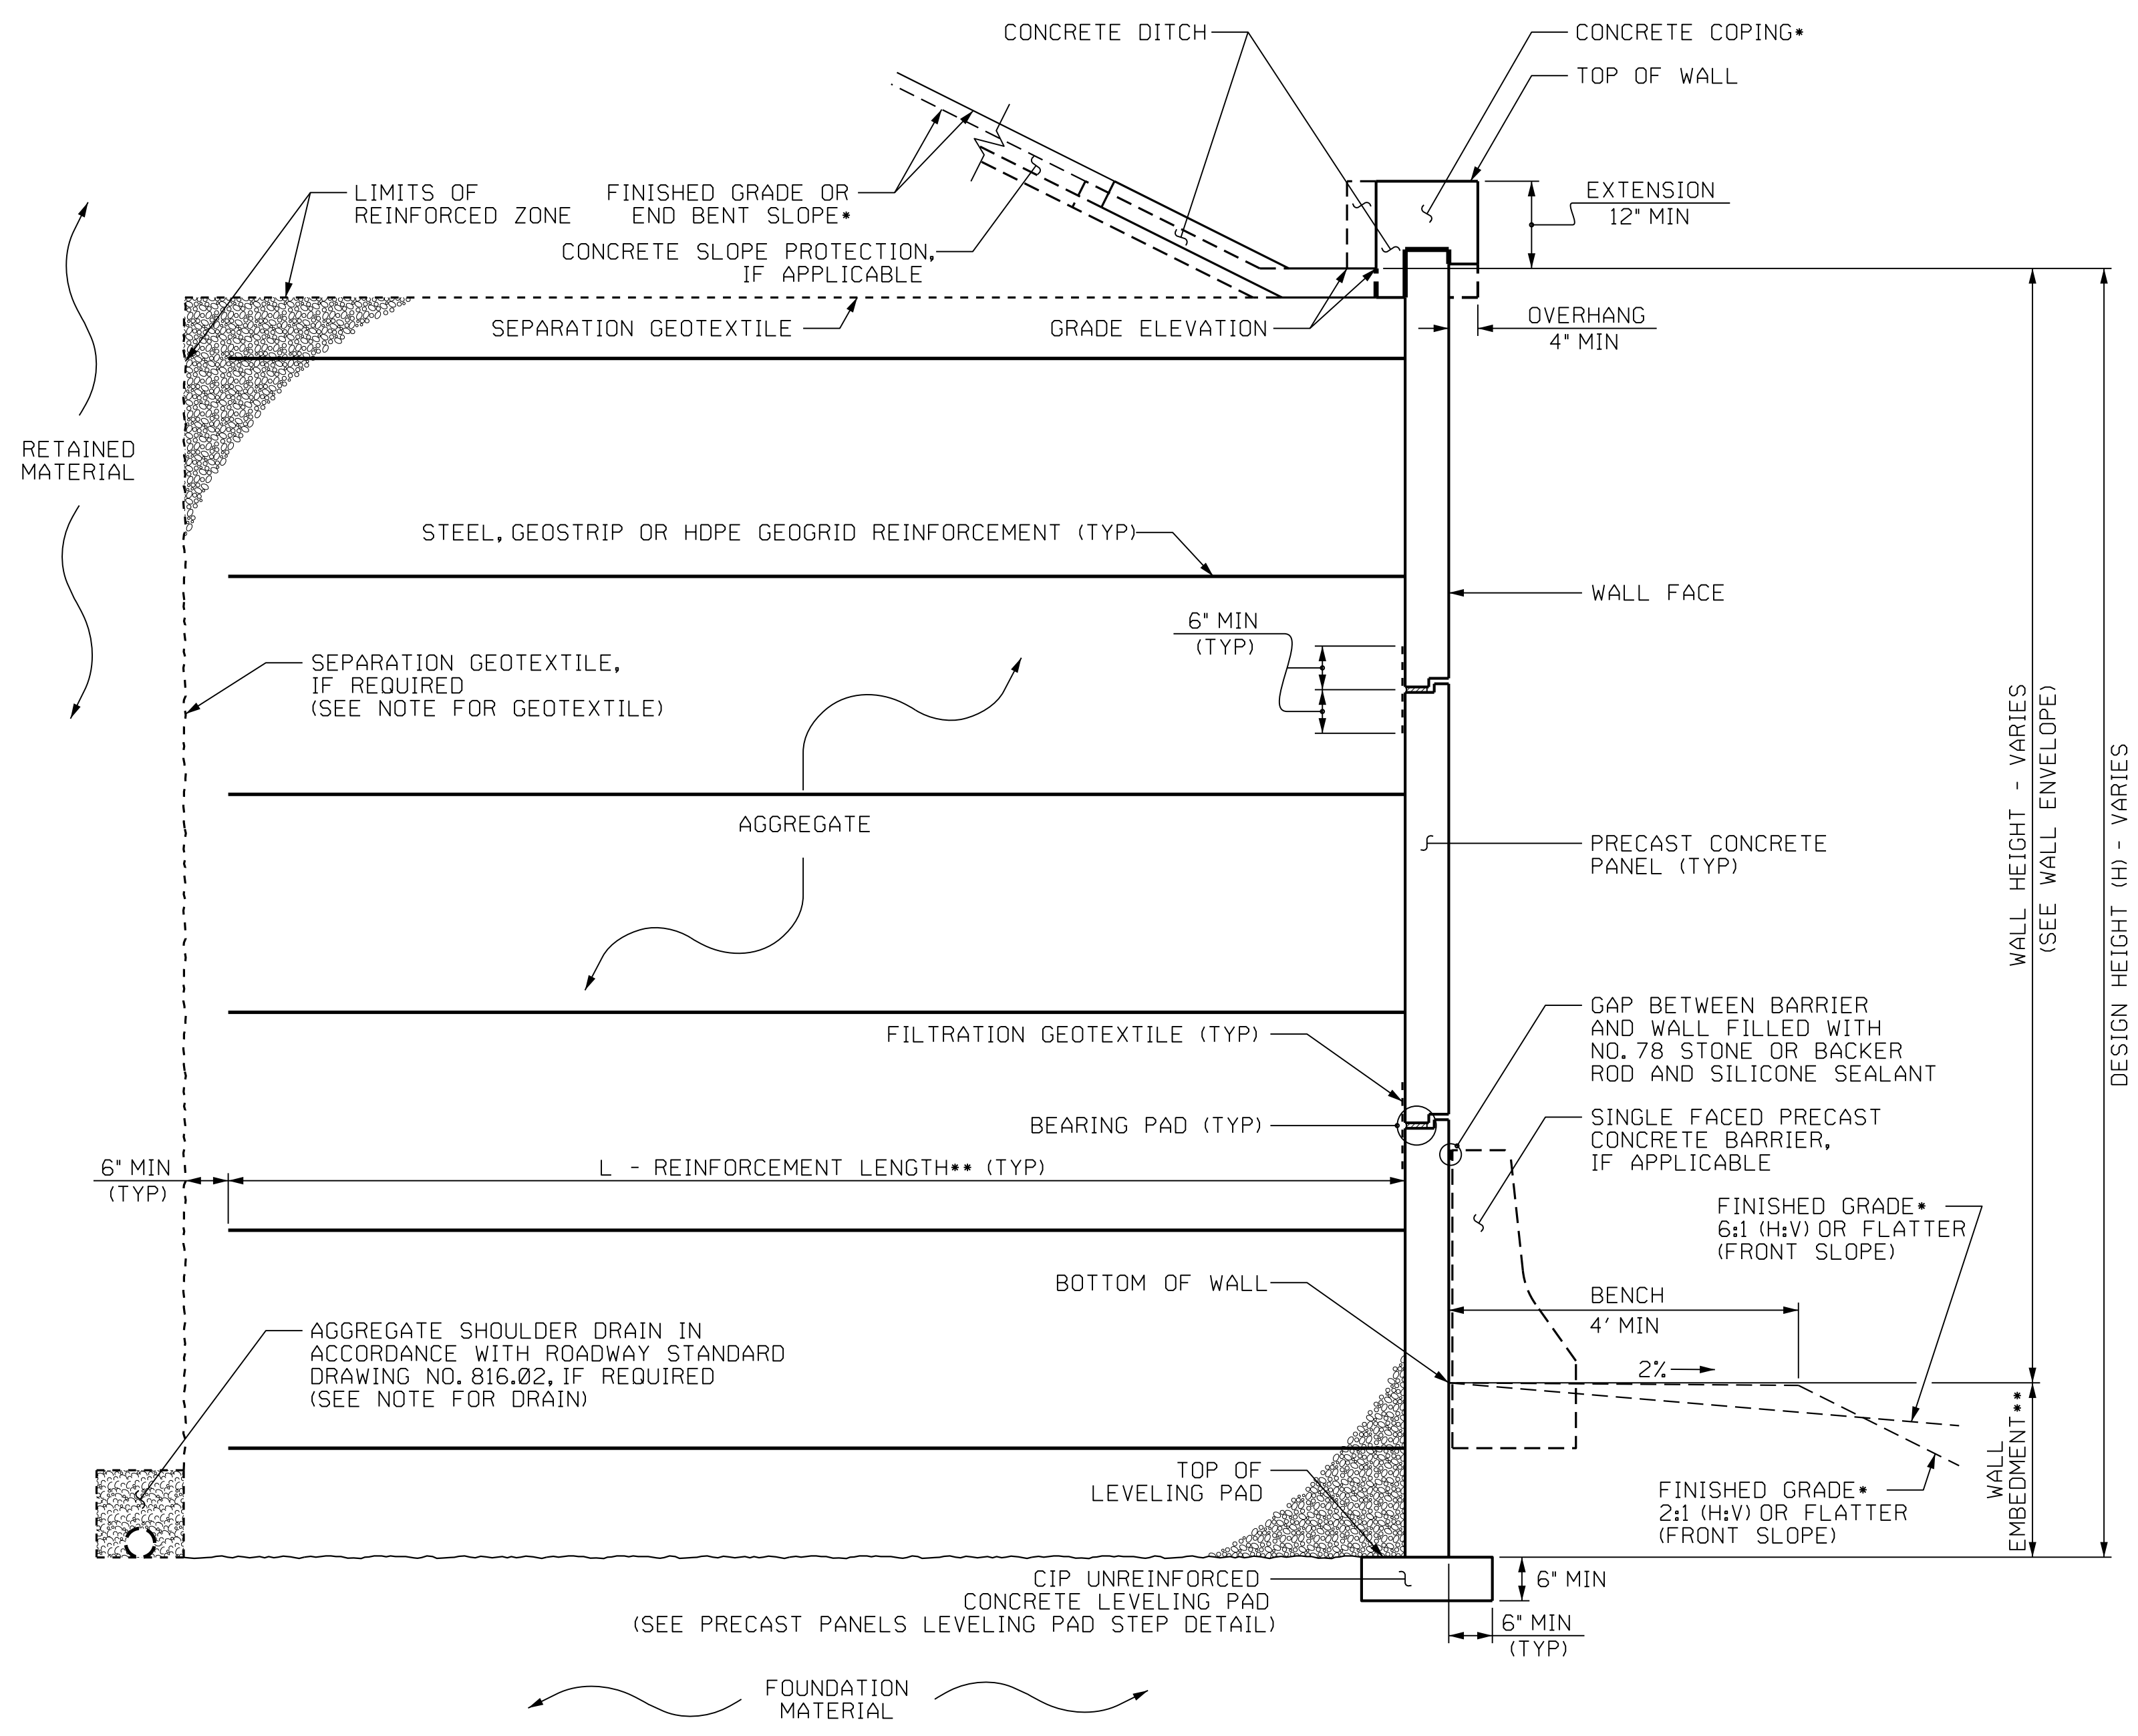 CONCRETE DITCH
CONCRETE COPING*
TOP OF WALL
LIMITS OF
REINFORCED ZONE
FINISHED GRADE OR
END BENT SLOPE*
EXTENSION
12" MIN
CONCRETE SLOPE PROTECTION,
IF APPLICABLE
SEPARATION GEOTEXTILE
GRADE ELEVATION
OVERHANG
4" MIN
RETAINED
MATERIAL
STEEL, GEOSTRIP OR HDPE GEOGRID REINFORCEMENT (TYP)
WALL FACE
6" MIN
(TYP)
SEPARATION GEOTEXTILE,
IF REQUIRED
(SEE NOTE FOR GEOTEXTILE)
AGGREGATE
PRECAST CONCRETE
PANEL (TYP)
WALL HEIGHT - VARIES
(SEE WALL ENVELOPE)
DESIGN HEIGHT (H) - VARIES
FILTRATION GEOTEXTILE (TYP)
GAP BETWEEN BARRIER
AND WALL FILLED WITH
NO. 78 STONE OR BACKER
ROD AND SILICONE SEALANT
BEARING PAD (TYP)
SINGLE FACED PRECAST
CONCRETE BARRIER,
IF APPLICABLE
6" MIN
(TYP)
L - REINFORCEMENT LENGTH** (TYP)
FINISHED GRADE*
6:1 (H:V) OR FLATTER
(FRONT SLOPE)
BOTTOM OF WALL
BENCH
4' MIN
2%
AGGREGATE SHOULDER DRAIN IN
ACCORDANCE WITH ROADWAY STANDARD
DRAWING NO. 816.02, IF REQUIRED
(SEE NOTE FOR DRAIN)
TOP OF
LEVELING PAD
FINISHED GRADE*
2:1 (H:V) OR FLATTER
(FRONT SLOPE)
WALL
EMBEDMENT**
CIP UNREINFORCED
CONCRETE LEVELING PAD
(SEE PRECAST PANELS LEVELING PAD STEP DETAIL)
6" MIN
6" MIN
(TYP)
FOUNDATION
MATERIAL